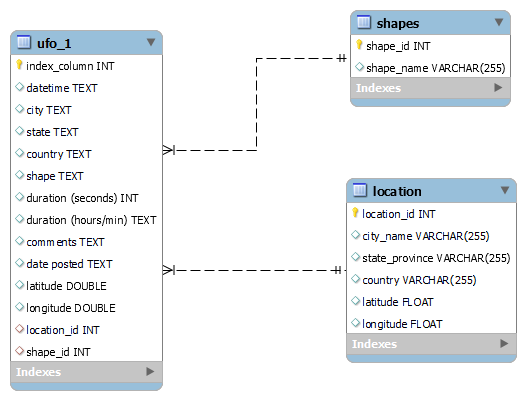 ufo_1
index_column INT
datetime TEXT
city TEXT
state TEXT
country TEXT
shape TEXT
duration (seconds) INT
duration (hours/min) TEXT
comments TEXT
date posted TEXT
latitude DOUBLE
longitude DOUBLE
location_id INT
shape_id INT
Indexes
shapes
shape_id INT
shape_name VARCHAR(255)
Indexes
location
location_id INT
city_name VARCHAR(255)
state_province VARCHAR(255)
country VARCHAR(255)
latitude FLOAT
longitude FLOAT
Indexes